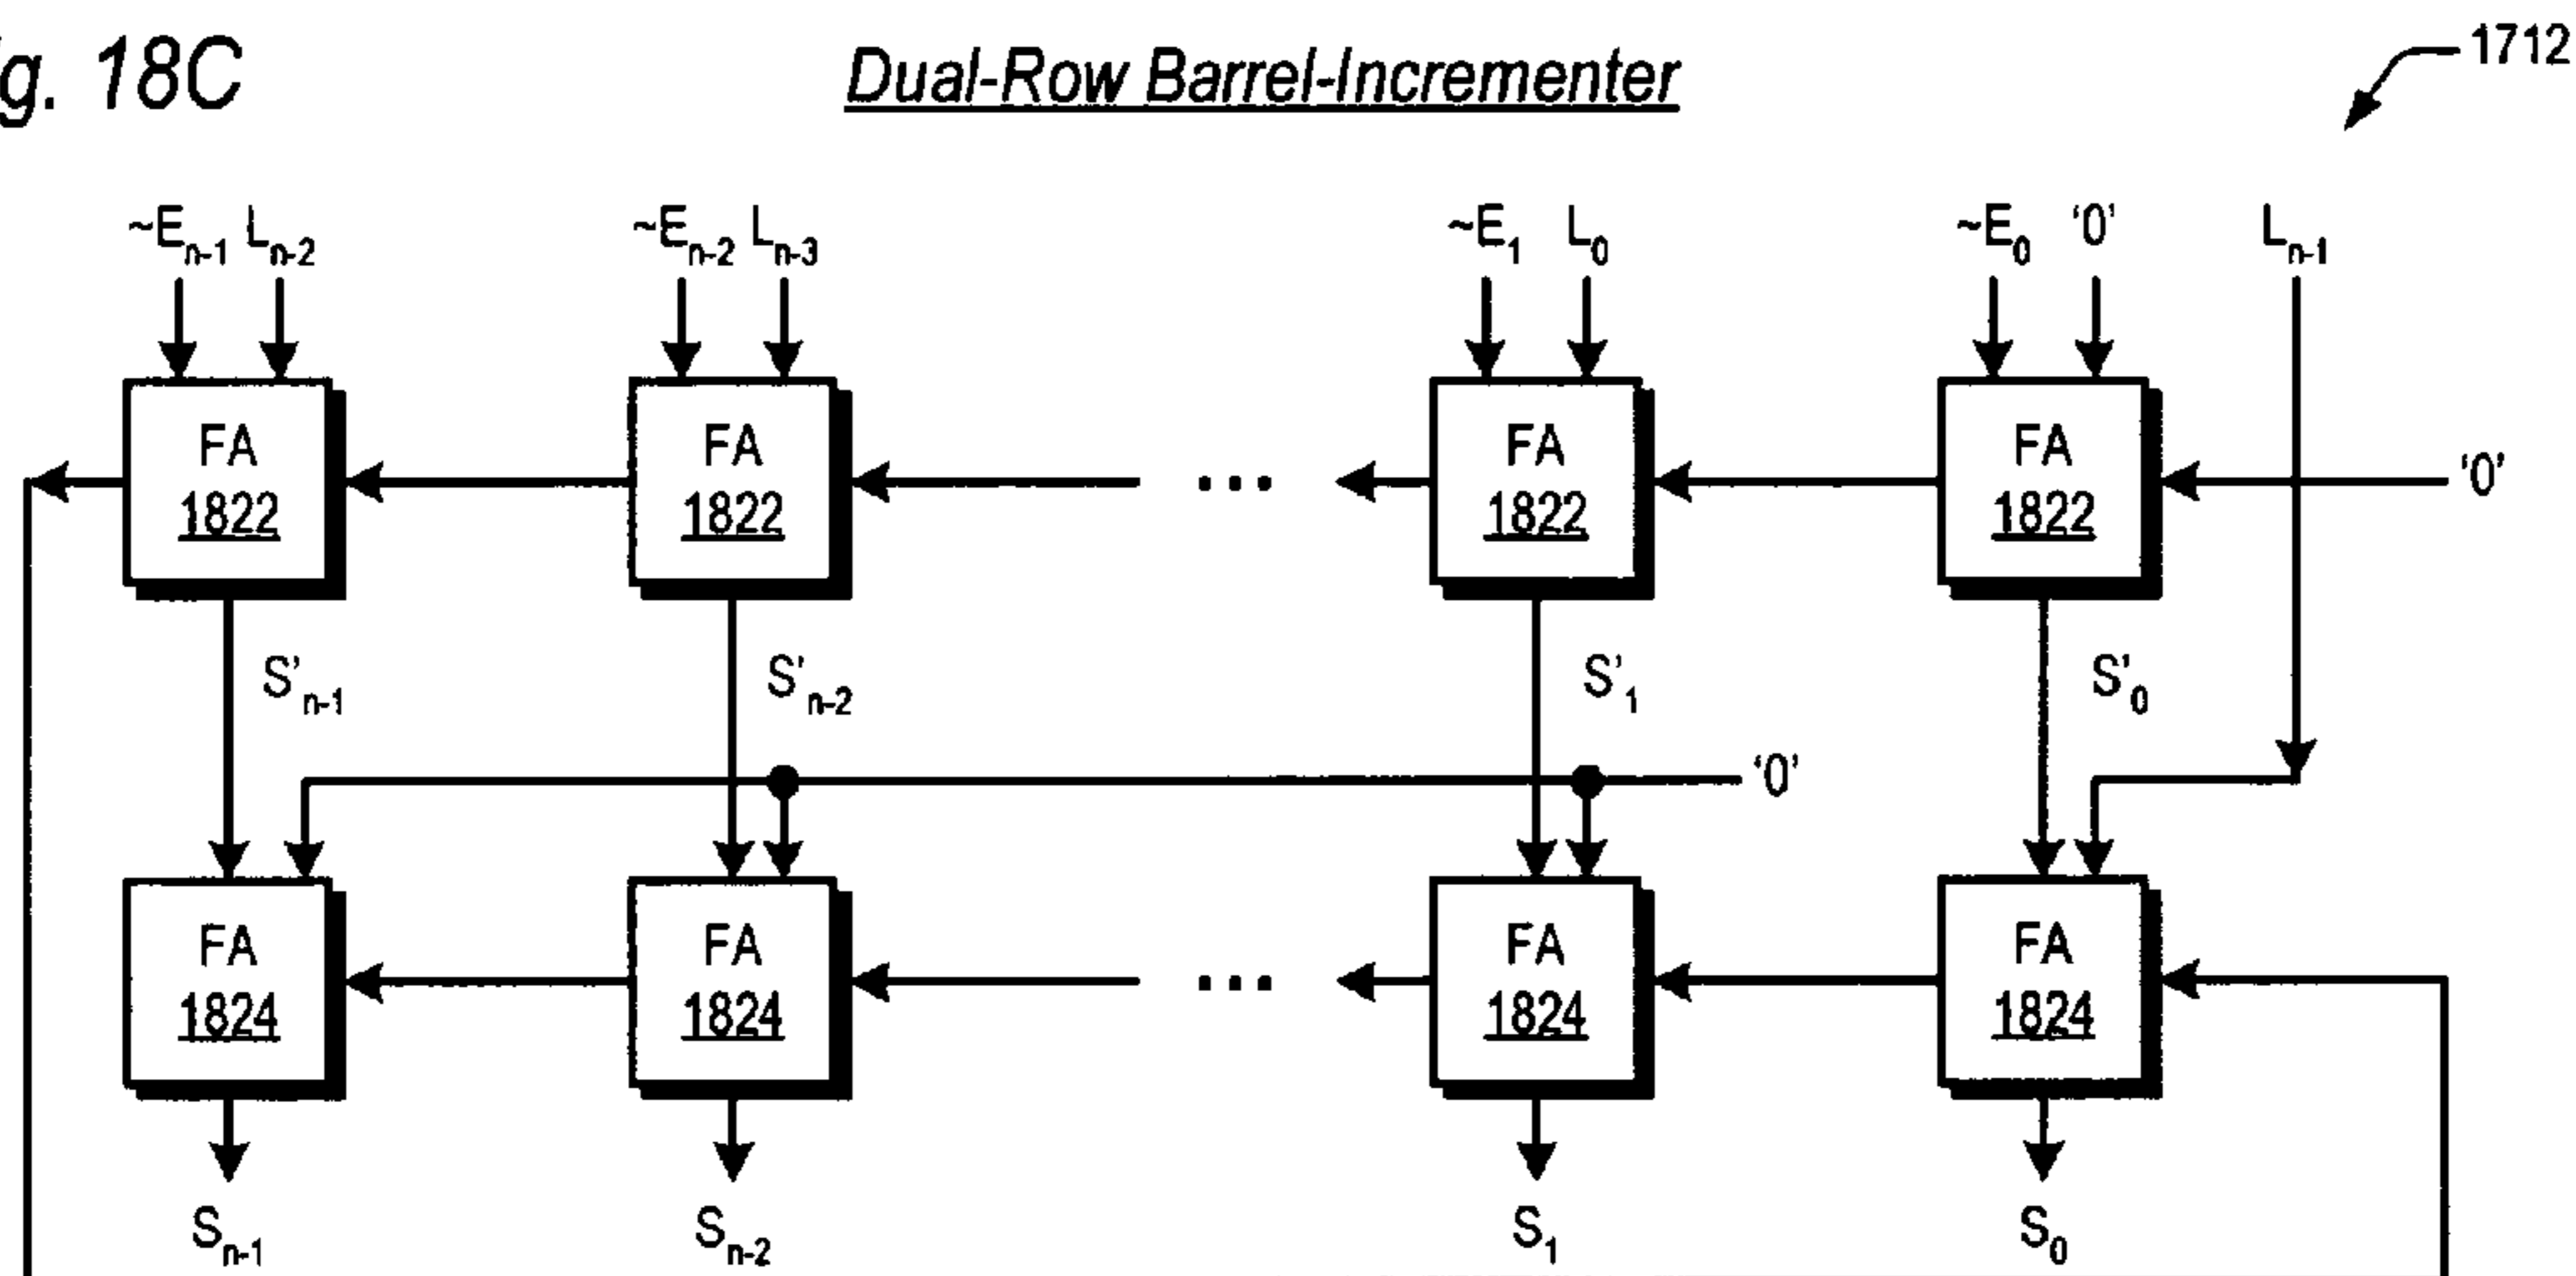 g. 18C
Dual-Row Barrel-Incrementer
1712
~Eₙ₋₁ Lₙ₋₂ ~Eₙ₋₂ Lₙ₋₃ ~E₁ L₀ ~E₀ '0' Lₙ₋₁
FA FA FA FA
'0'
1822 1822 ... 1822 1822
S'ₙ₋₁ S'ₙ₋₂ S'₁ S'₀
'0'
FA FA FA FA
1824 1824 ... 1824 1824
Sₙ₋₁ Sₙ₋₂ S₁ S₀